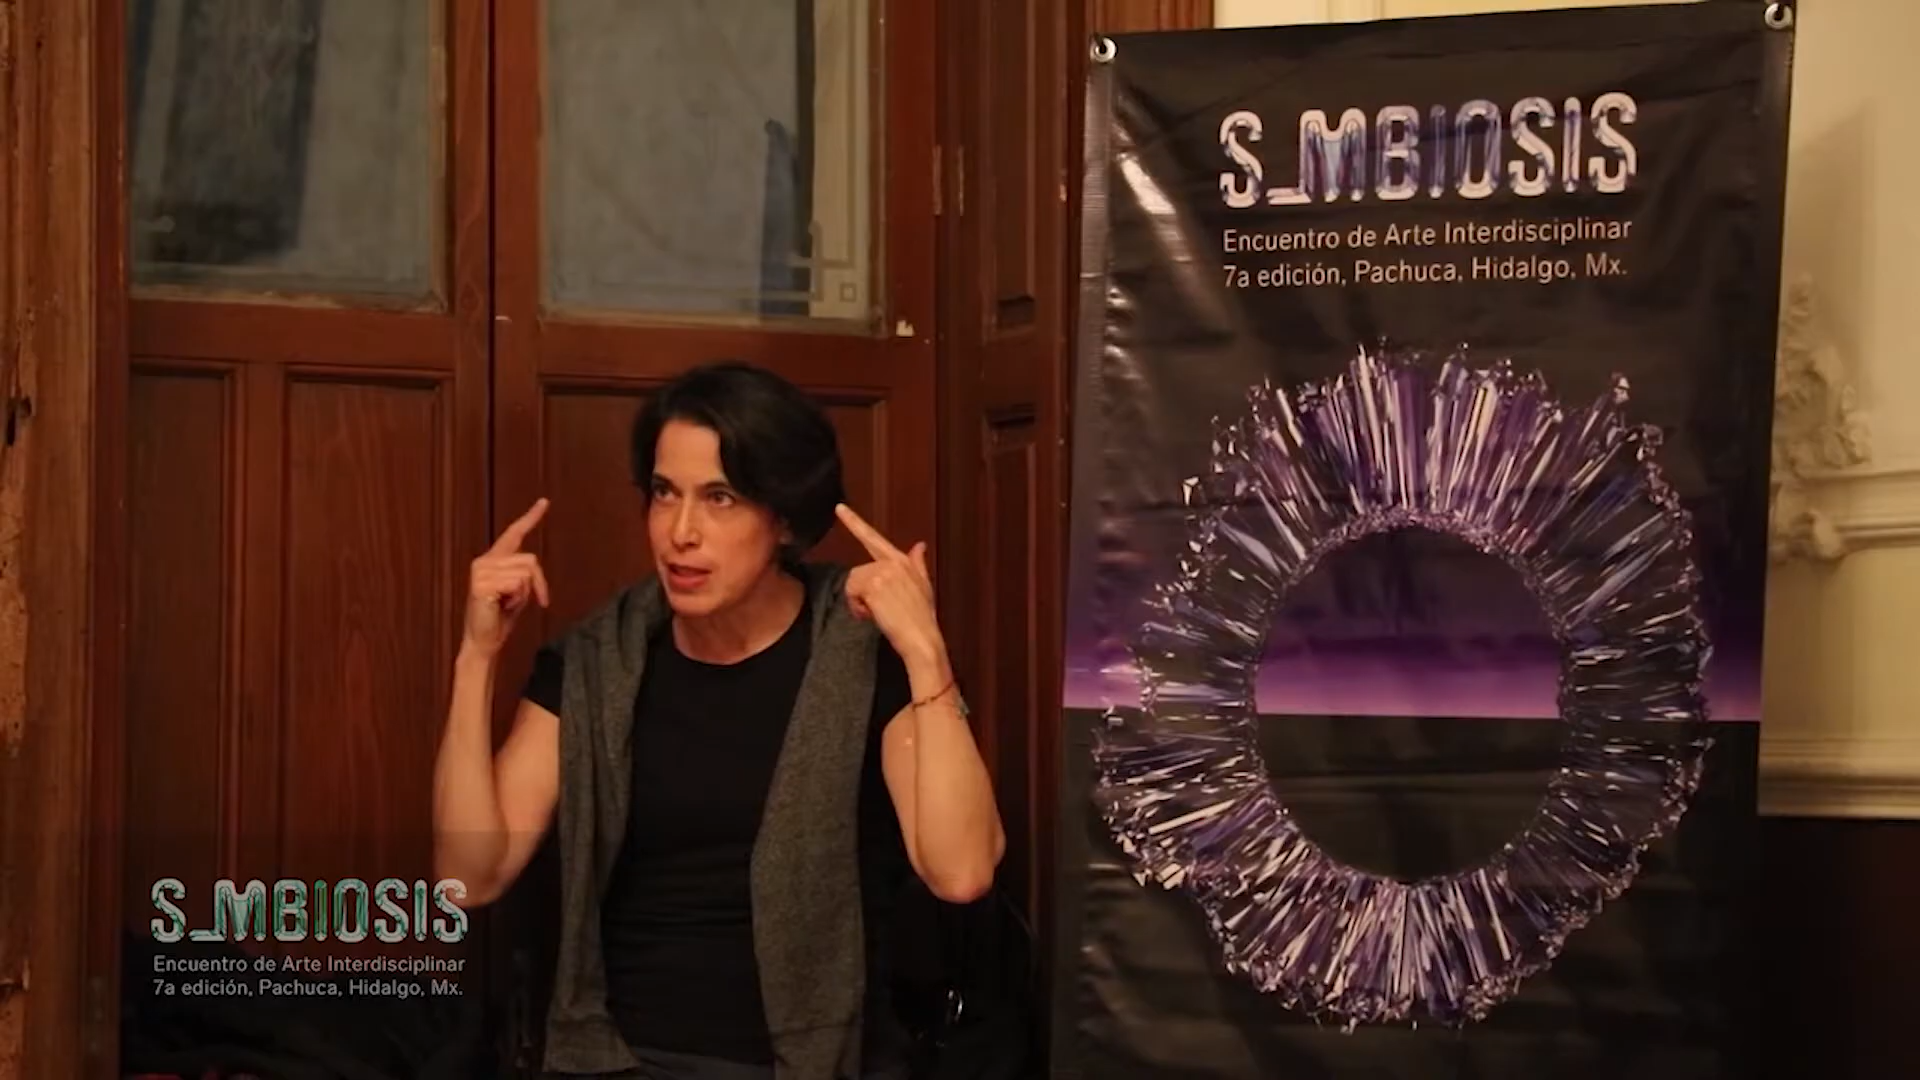 S_MBIOSIS
Encuentro de Arte Interdisciplinar
7a edición, Pachuca, Hidalgo, Mx.
S_MBIOSIS
Encuentro de Arte Interdisciplinar
7a edición, Pachuca, Hidalgo, Mx.